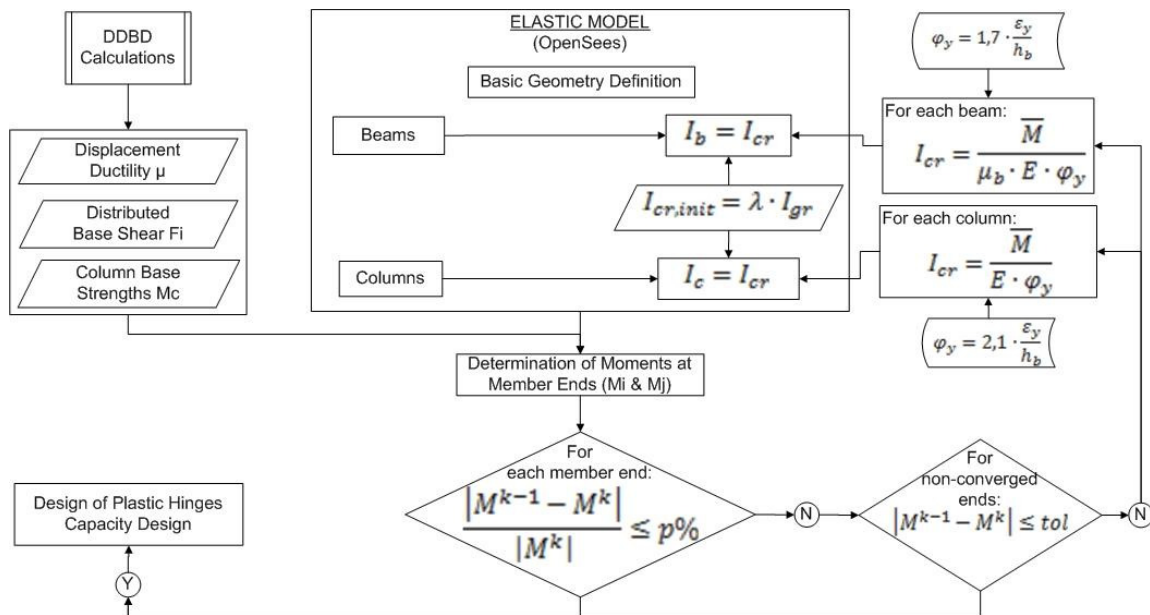 DDBD
Calculations
Displacement
Ductility μ
Distributed
Base Shear Fi
Column Base
Strengths Mc
ELASTIC MODEL
(OpenSees)
Basic Geometry Definition
Beams
I_b = I_cr
I_cr,init = λ · I_gr
Columns
I_c = I_cr
φ_y = 1,7 · ε_y / h_b
For each beam:
I_cr = M̅ / (μ_b · E · φ_y)
For each column:
I_cr = M̅ / (E · φ_y)
φ_y = 2,1 · ε_y / h_b
Determination of Moments at
Member Ends (Mi & Mj)
For
each member end:
|M^{k-1} − M^k| / |M^k| ≤ p%
N
For
non-converged
ends:
|M^{k-1} − M^k| ≤ tol
N
Design of Plastic Hinges
Capacity Design
Y